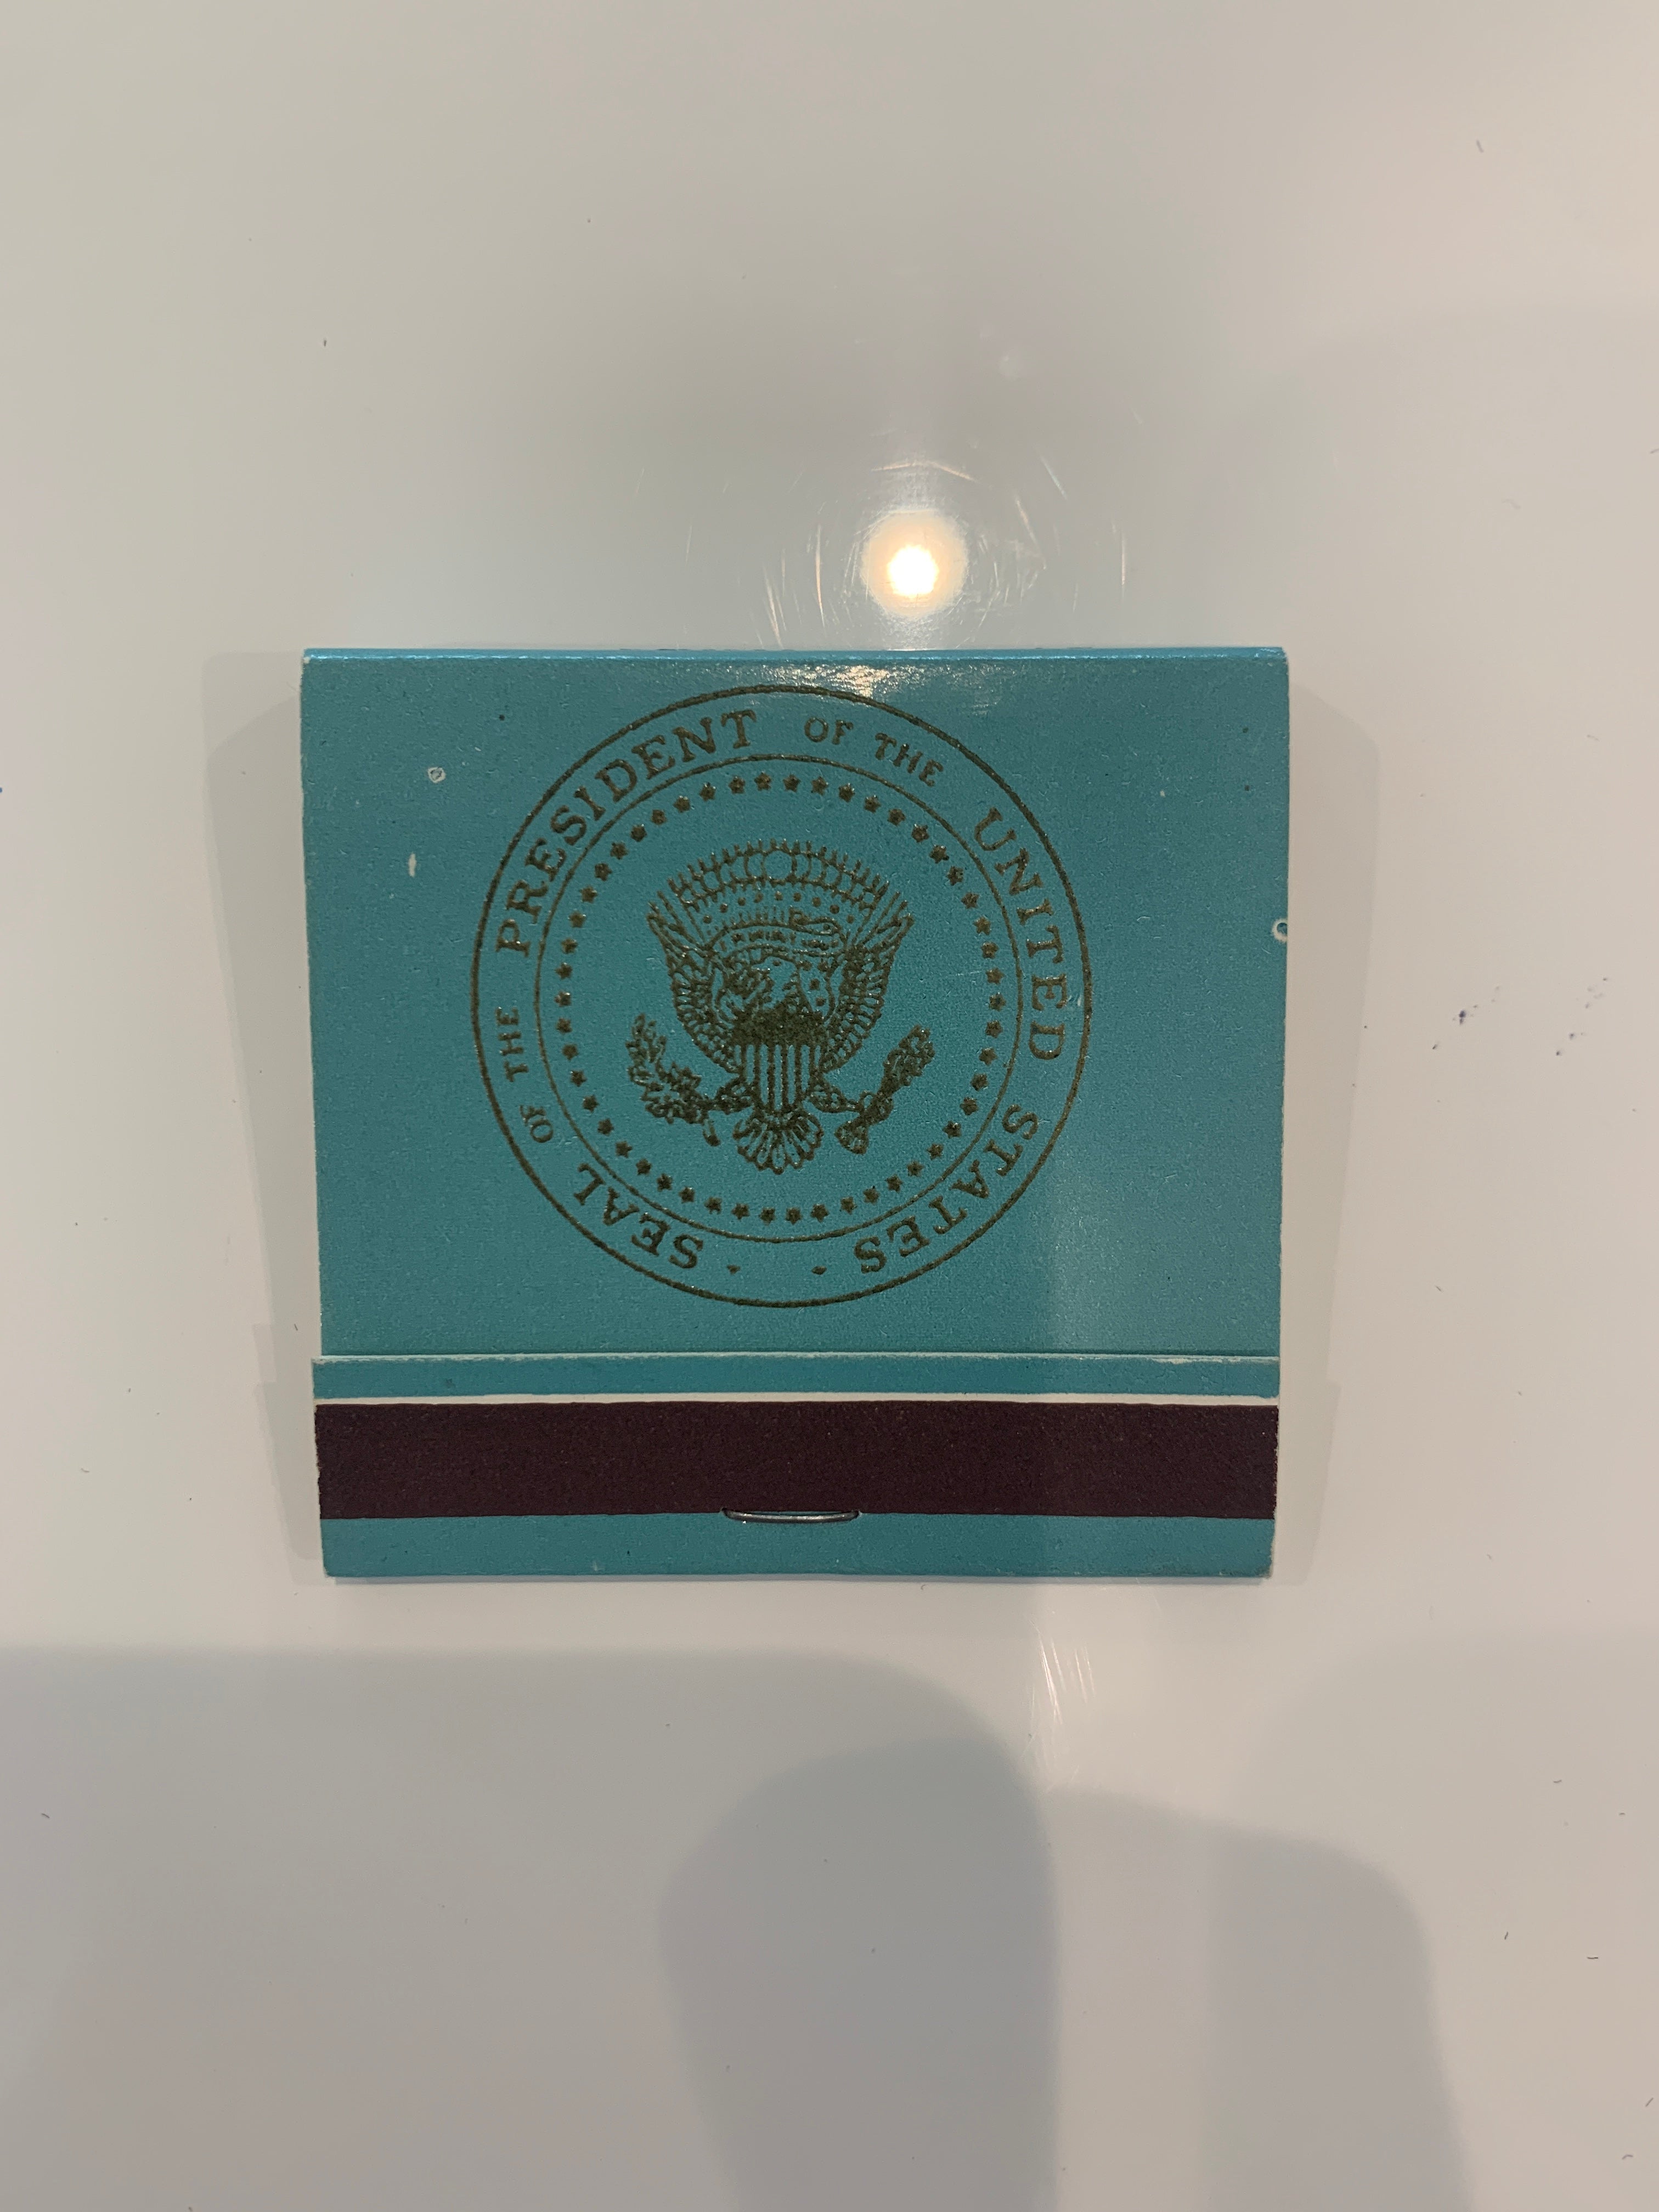 SEAL OF THE PRESIDENT OF THE UNITED STATES